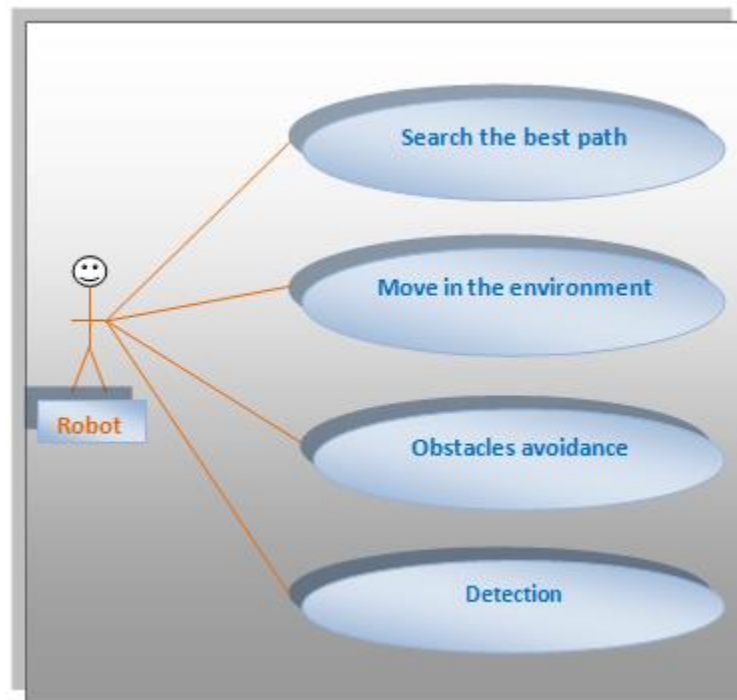 Search the best path
Move in the environment
Obstacles avoidance
Robot
Detection